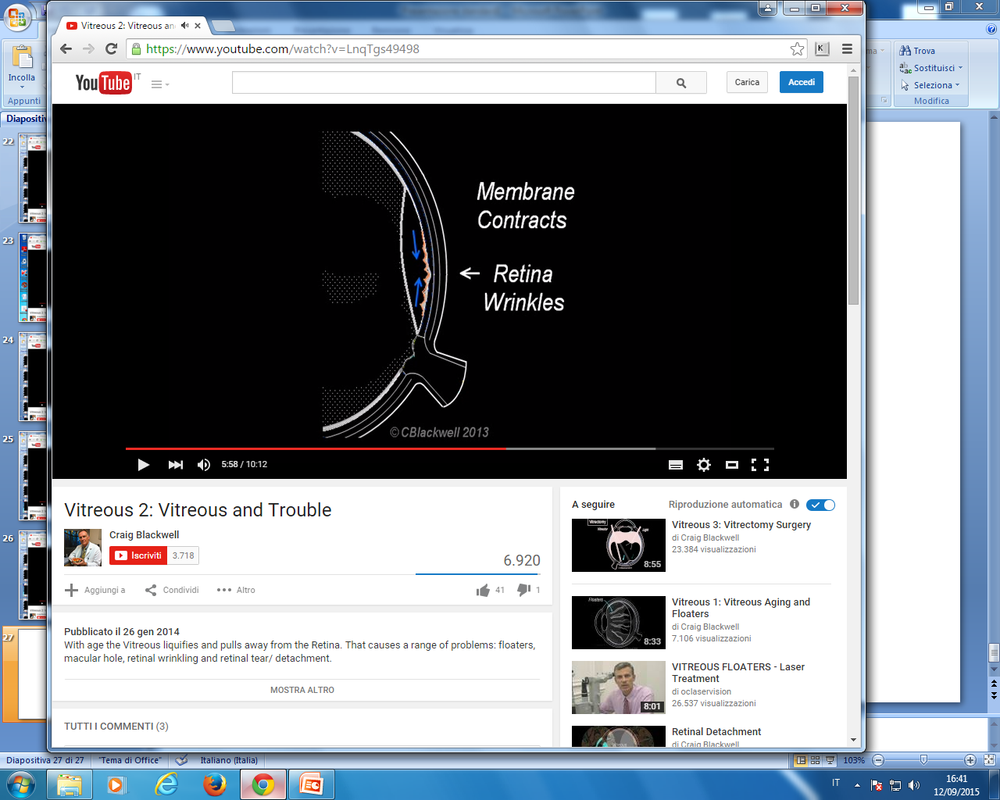 Vitreous 2: Vitreous an
https://www.youtube.com/watch?v=LnqTgs49498
YouTube IT
Carica
Accedi
Incolla
Appunti
Trova
Sostituisci
Seleziona
Modifica
Diapositiv
22
23
24
25
26
27
Membrane
Contracts
Retina
Wrinkles
© CBlackwell 2013
5:58 / 10:12
Vitreous 2: Vitreous and Trouble
Craig Blackwell
Iscriviti
3.718
6.920
Aggiungi a
Condividi
Altro
41
1
Pubblicato il 26 gen 2014
With age the Vitreous liquifies and pulls away from the Retina. That causes a range of problems: floaters,
macular hole, retinal wrinkling and retinal tear/ detachment.
MOSTRA ALTRO
TUTTI I COMMENTI (3)
A seguire
Riproduzione automatica
Vitrectomy
Light
8:55
Vitreous 3: Vitrectomy Surgery
di Craig Blackwell
23.384 visualizzazioni
Floaters
8:33
Vitreous 1: Vitreous Aging and
Floaters
di Craig Blackwell
7.106 visualizzazioni
8:01
VITREOUS FLOATERS - Laser
Treatment
di oclaservision
26.537 visualizzazioni
Retinal Detachment
di Craig Blackwell
Diapositiva 27 di 27
"Tema di Office"
Italiano (Italia)
103%
IT
16:41
12/09/2015